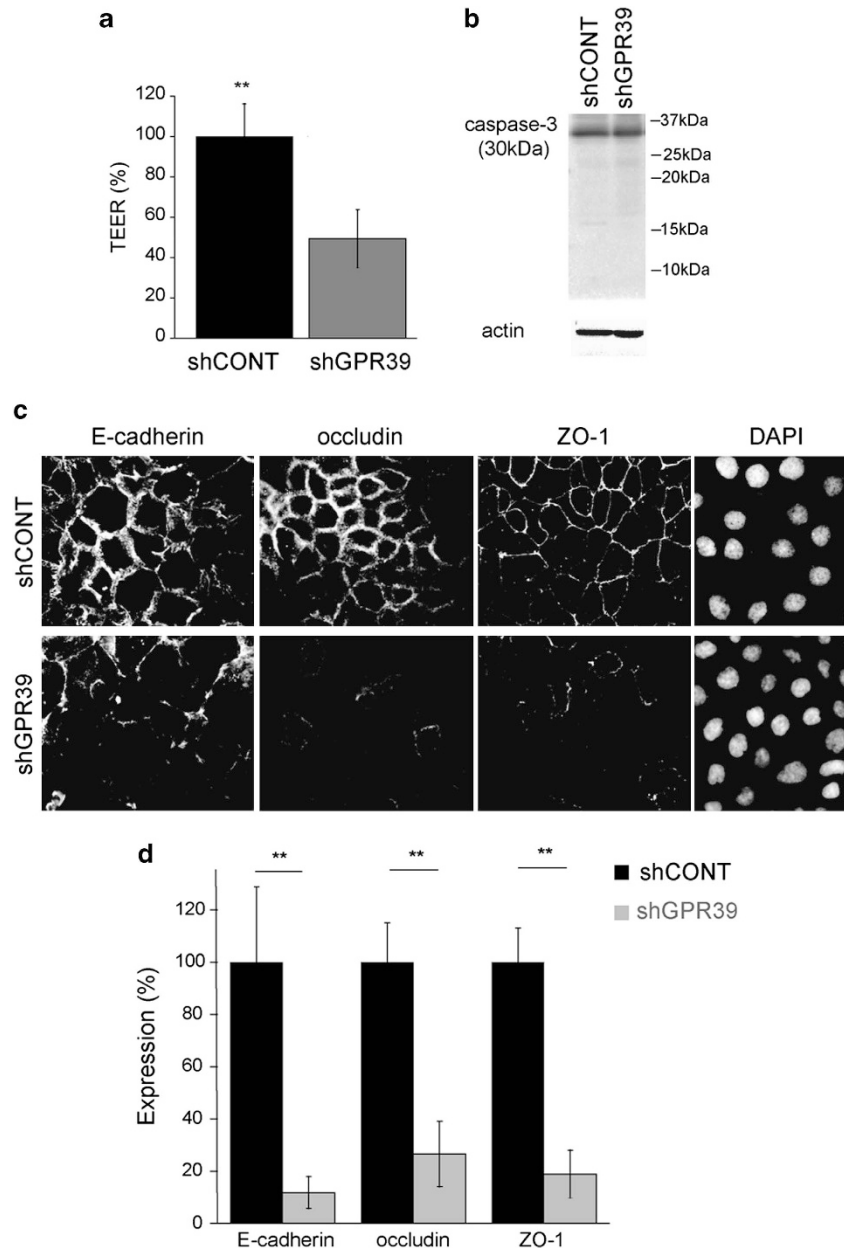 a
**
120
100
80
60
40
20
0
TEER (%)
shCONT shGPR39
b
shCONT shGPR39
caspase-3
(30kDa)
–37kDa
–25kDa
–20kDa
–15kDa
–10kDa
actin
c
E-cadherin occludin ZO-1 DAPI
shCONT
shGPR39
d
** ** **
shCONT
shGPR39
120
100
80
60
40
20
0
Expression (%)
E-cadherin occludin ZO-1